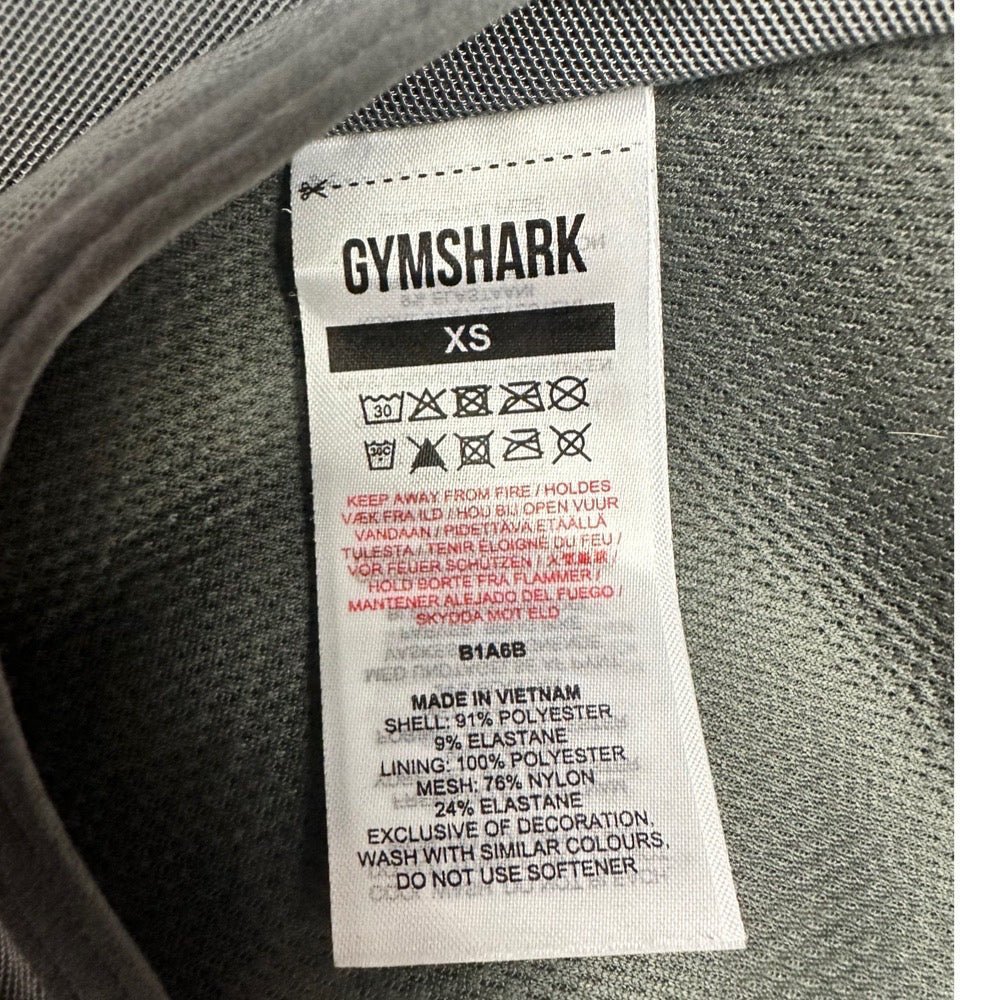 GYMSHARK
XS
30
30C
KEEP AWAY FROM FIRE / HOLDES
VÆK FRA ILD / HOU BIJ OPEN VUUR
VANDAAN / PIDETTÄVÄ ETÄÄLLÄ
TULESTA / TENIR ÉLOIGNÉ DU FEU /
VOR FEUER SCHÜTZEN /
HOLD BORTE FRA FLAMMER /
MANTENER ALEJADO DEL FUEGO /
SKYDDA MOT ELD
B1A6B
MADE IN VIETNAM
SHELL: 91% POLYESTER
9% ELASTANE
LINING: 100% POLYESTER
MESH: 76% NYLON
24% ELASTANE
EXCLUSIVE OF DECORATION.
WASH WITH SIMILAR COLOURS.
DO NOT USE SOFTENER